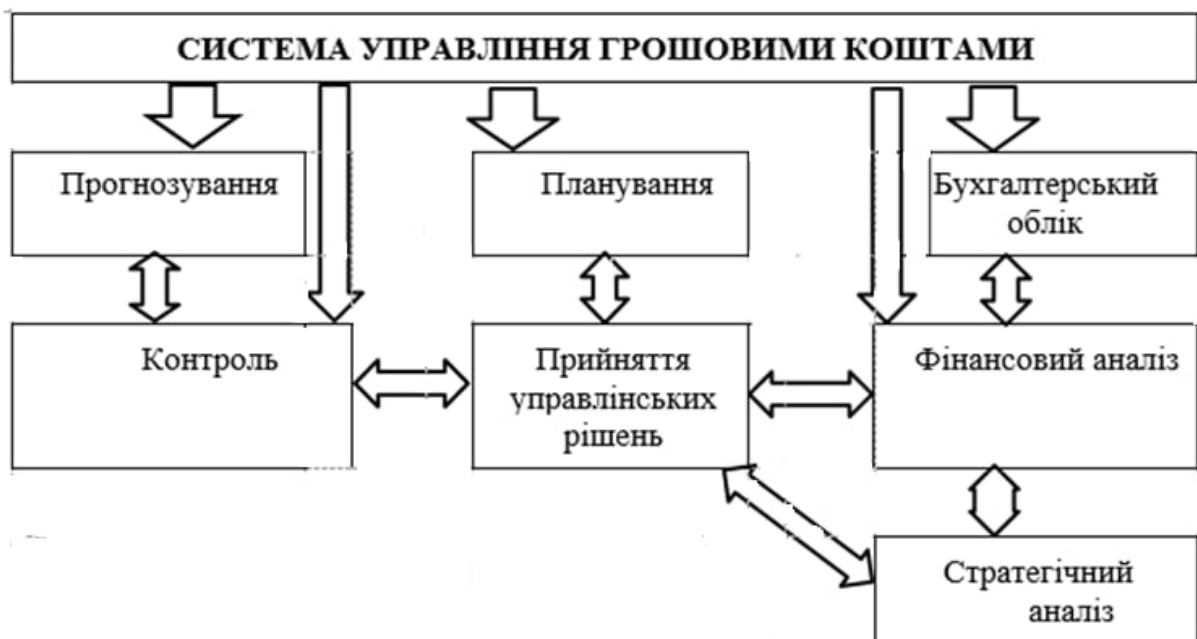 СИСТЕМА УПРАВЛІННЯ ГРОШОВИМИ КОШТАМИ
Прогнозування
Планування
Бухгалтерський
облік
Контроль
Прийняття
управлінських
рішень
Фінансовий аналіз
Стратегічний
аналіз